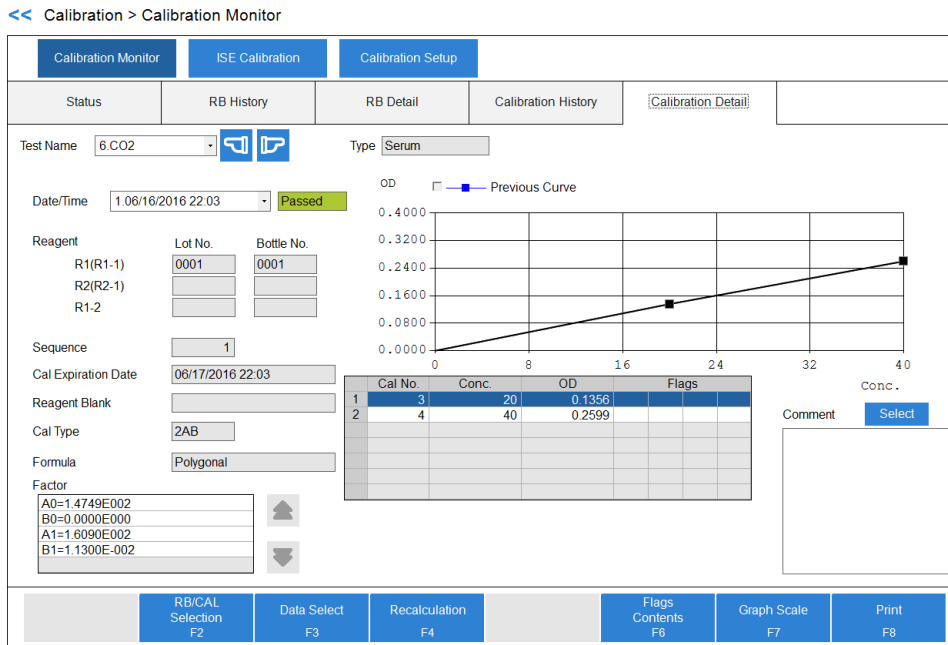 << Calibration > Calibration Monitor
Calibration Monitor ISE Calibration Calibration Setup
Status RB History RB Detail Calibration History Calibration Detail
Test Name 6.CO2 Type Serum
OD Previous Curve
Date/Time 1.06/16/2016 22:03 Passed
0.4000
0.3200
0.2400
0.1600
0.0800
0.0000
0 8 16 24 32 40
Conc.
Reagent Lot No. Bottle No.
R1(R1-1) 0001 0001
R2(R2-1)
R1-2
Sequence 1
Cal Expiration Date 06/17/2016 22:03
Reagent Blank
Cal Type 2AB
Formula Polygonal
Factor
A0=1.4749E002
B0=0.0000E000
A1=1.6090E002
B1=1.1300E-002
Cal No. Conc. OD Flags
1 3 20 0.1356
2 4 40 0.2599
Comment Select
RB/CAL Selection F2
Data Select F3
Recalculation F4
Flags Contents F6
Graph Scale F7
Print F8